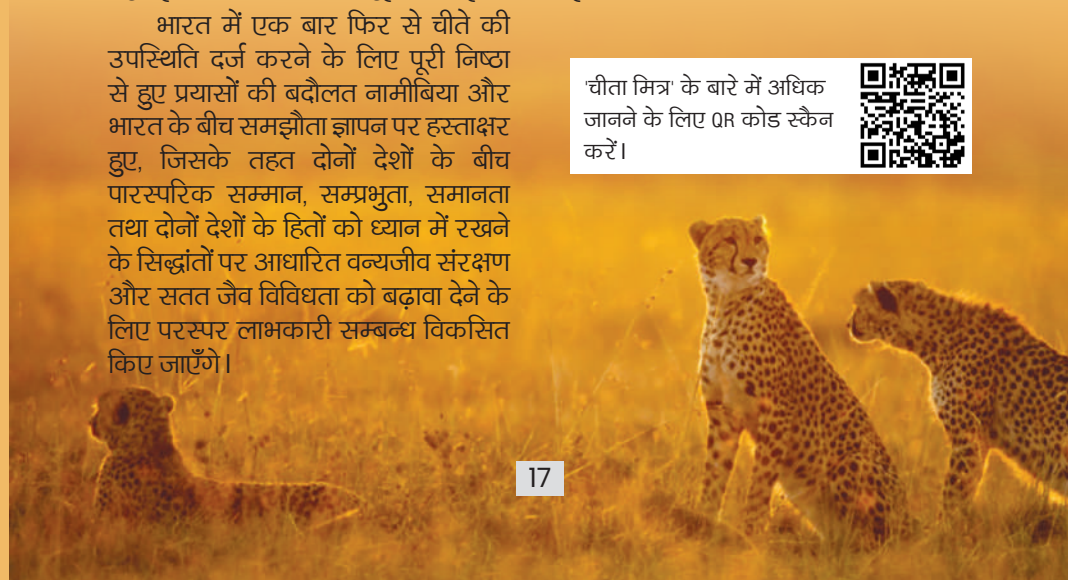 भारत में एक बार फिर से चीते की
उपस्थिति दर्ज करने के लिए पूरी निष्ठा
से हुए प्रयासों की बदौलत नामीबिया और
भारत के बीच समझौता ज्ञापन पर हस्ताक्षर
हुए, जिसके तहत दोनों देशों के बीच
पारस्परिक सम्मान, सम्प्रभुता, समानता
तथा दोनों देशों के हितों को ध्यान में रखने
के सिद्धांतों पर आधारित वन्यजीव संरक्षण
और सतत जैव विविधता को बढ़ावा देने के
लिए परस्पर लाभकारी सम्बन्ध विकसित
किए जाएँगे।
'चीता मित्र' के बारे में अधिक
जानने के लिए QR कोड स्कैन
करें।
17